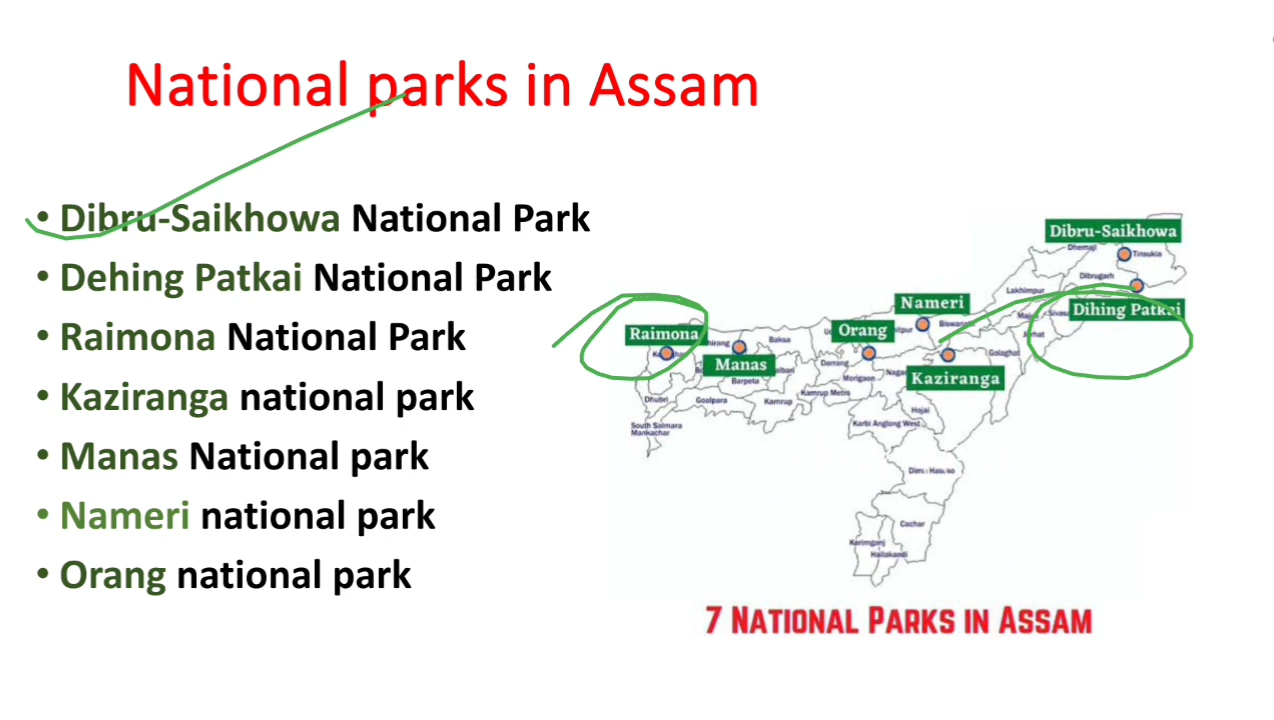 National parks in Assam
• Dibru-Saikhowa National Park
• Dehing Patkai National Park
• Raimona National Park
• Kaziranga national park
• Manas National park
• Nameri national park
• Orang national park
Dibru-Saikhowa
Dhemaji
Tinsukia
Dibrugarh
Lakhimpur
Dihing Patkai
Nameri
Orang
Raimona
Baksa
Manas
Kaziranga
Golaghat
Darrang
Morigaon
Barpeta
Dhubri
Goalpara
Kamrup
Kamrup Metro
Hojai
South Salmara
Mankachar
Karbi Anglong West
Cachar
Karimganj
Hailakandi
7 NATIONAL PARKS IN ASSAM